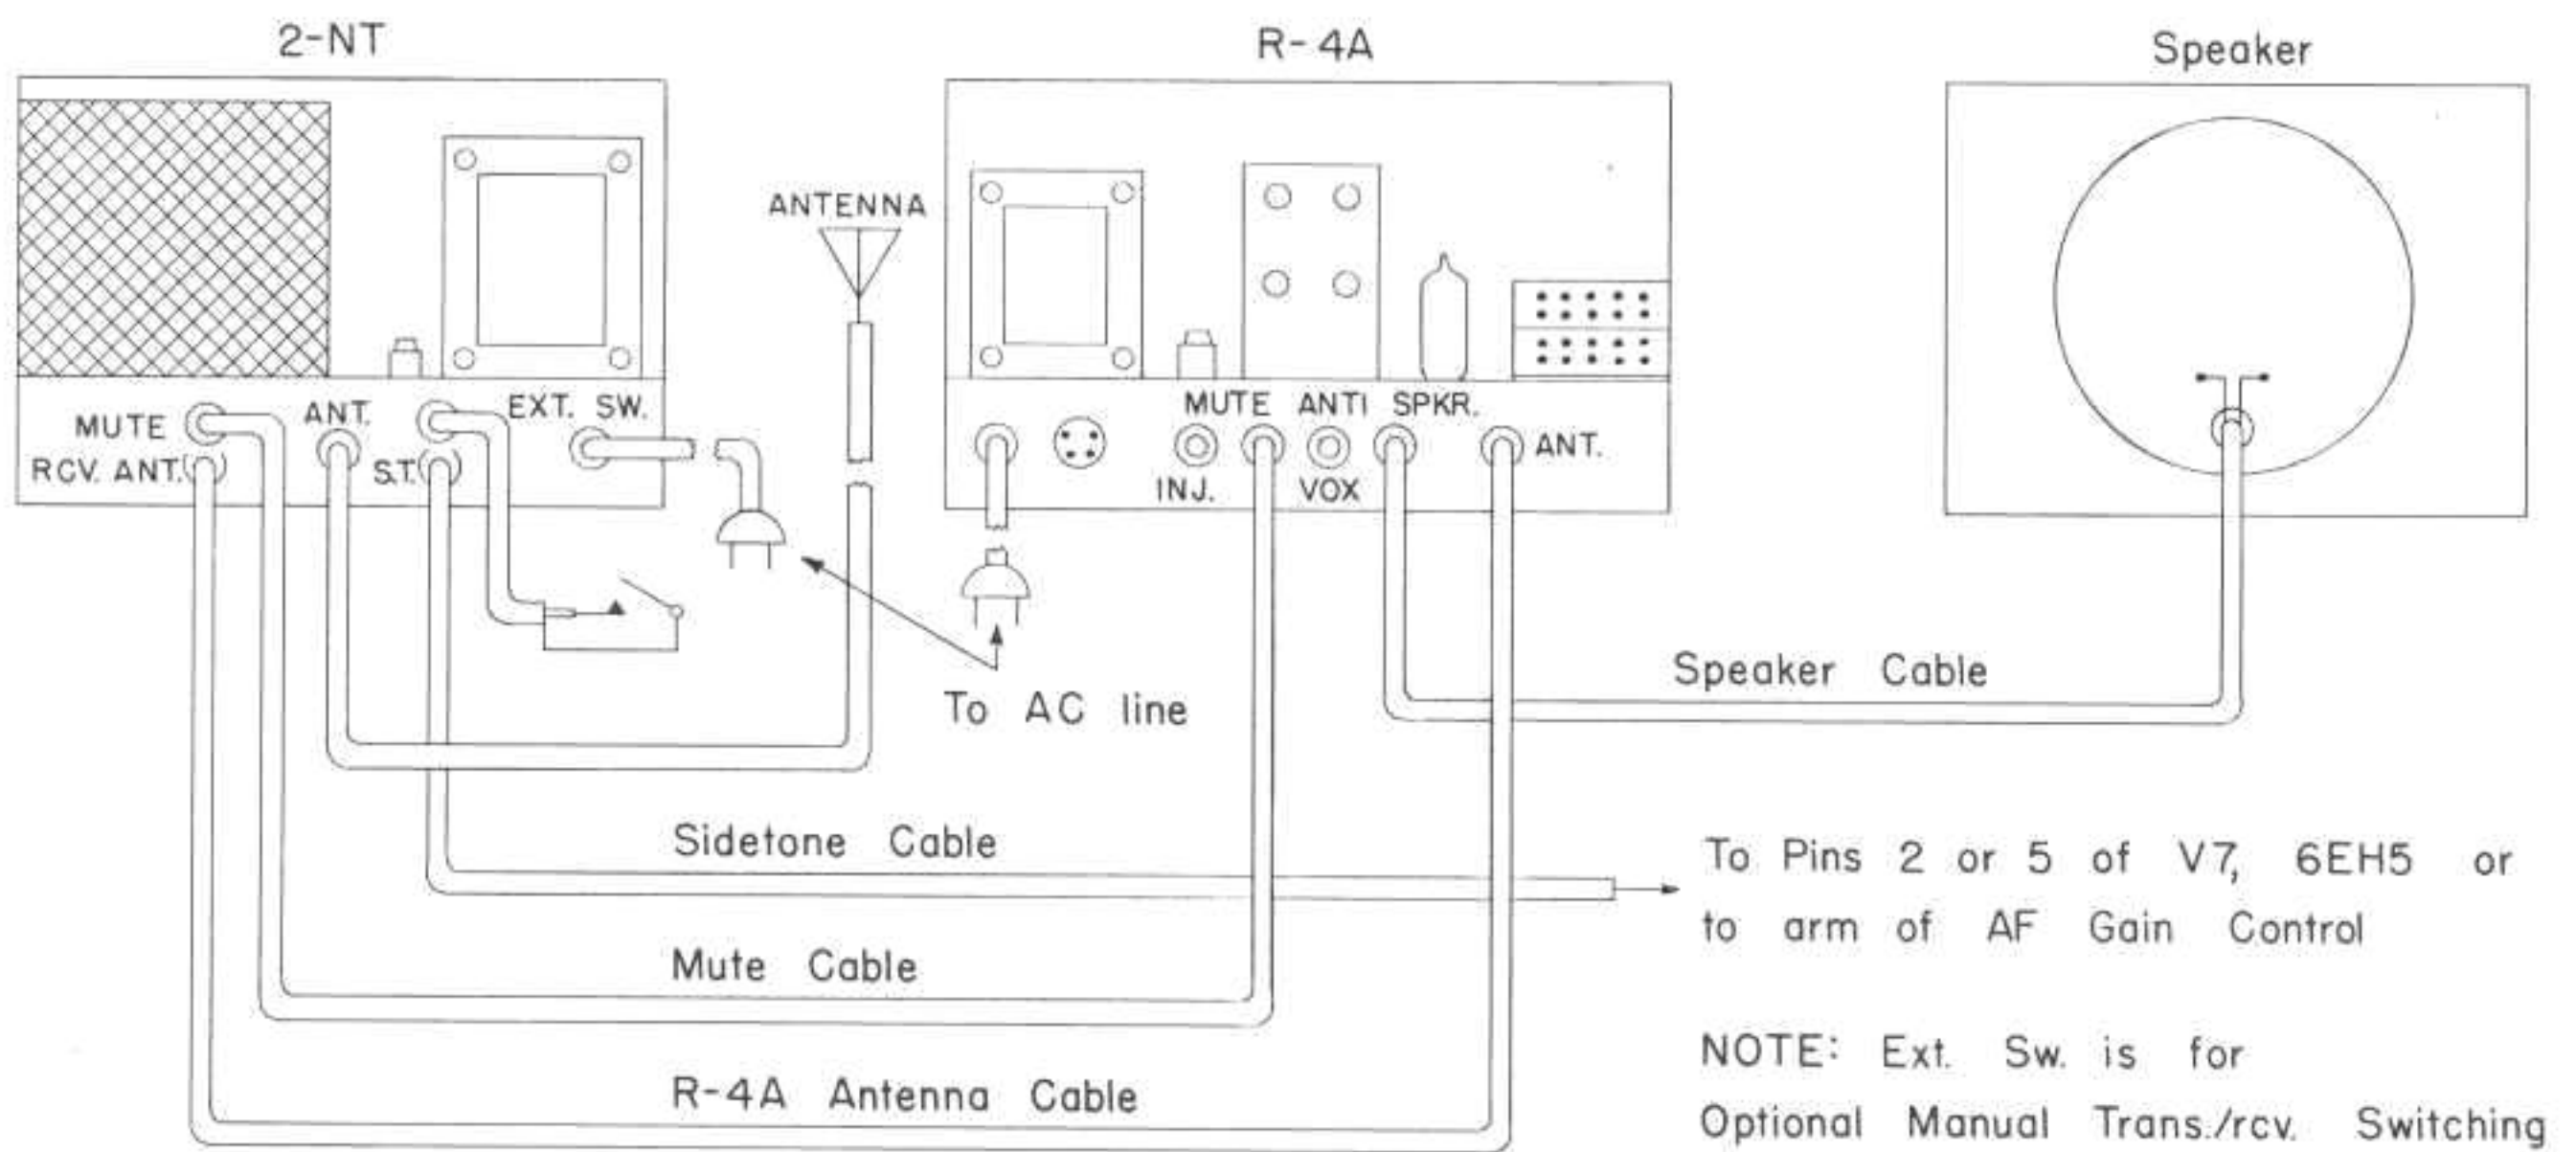 2-NT
R-4A
Speaker
ANTENNA
MUTE
ANT.
EXT. SW.
RCV. ANT.
S.T.
MUTE ANTI SPKR.
ANT.
INJ.
VOX
To AC line
Speaker Cable
Sidetone Cable
To Pins 2 or 5 of V7, 6EH5 or
to arm of AF Gain Control
Mute Cable
R-4A Antenna Cable
NOTE: Ext. Sw. is for
Optional Manual Trans./rcv. Switching